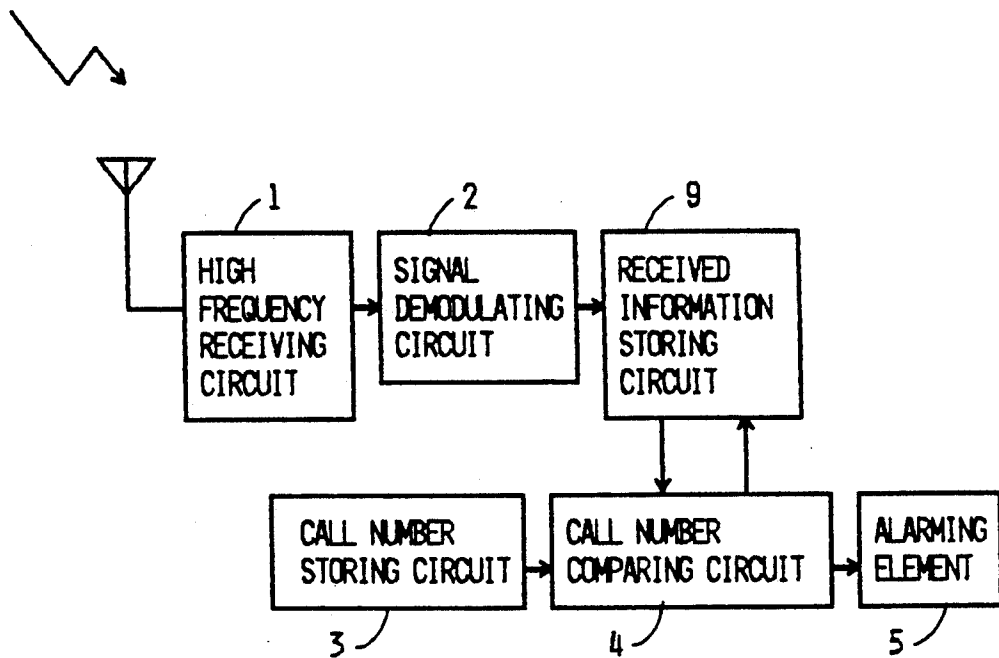 1
HIGH
FREQUENCY
RECEIVING
CIRCUIT
2
SIGNAL
DEMODULATING
CIRCUIT
9
RECEIVED
INFORMATION
STORING
CIRCUIT
CALL NUMBER
STORING CIRCUIT
3
CALL NUMBER
COMPARING CIRCUIT
4
ALARMING
ELEMENT
5